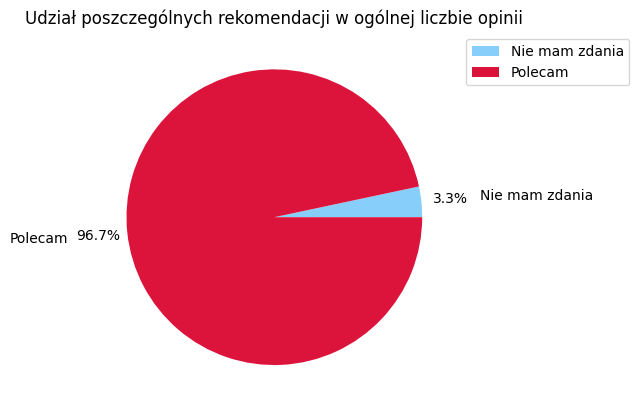 Udział poszczególnych rekomendacji w ogólnej liczbie opinii
Nie mam zdania
Polecam
3.3%
Nie mam zdania
Polecam
96.7%